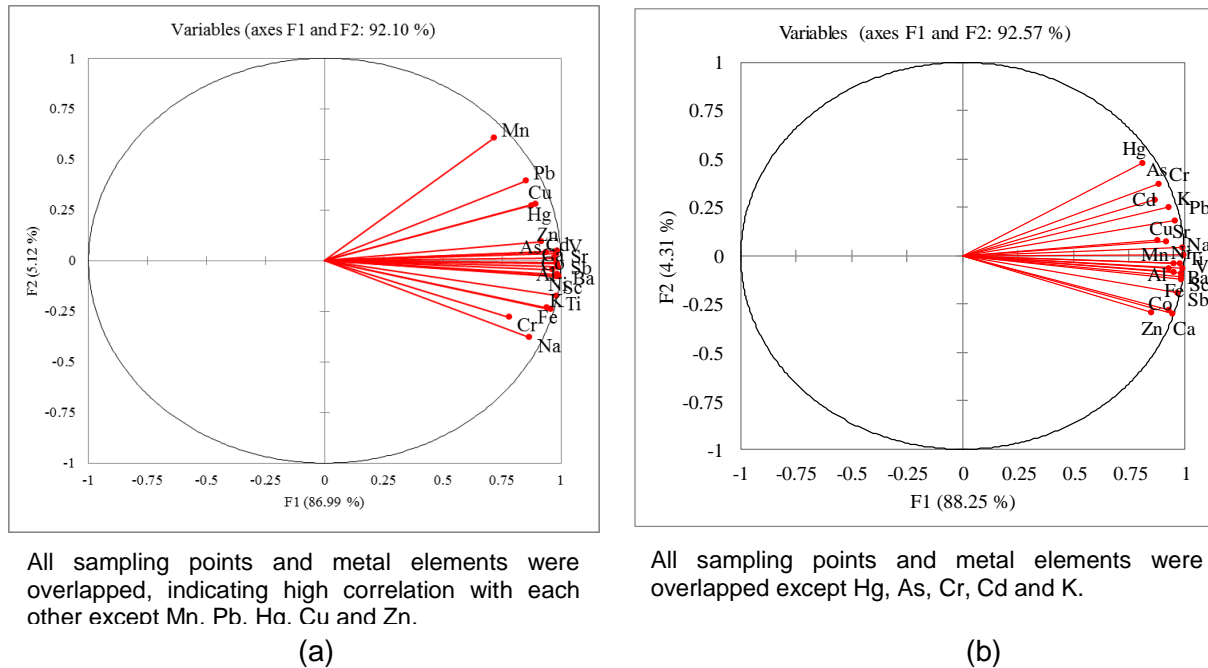 Variables (axes F1 and F2: 92.10 %)
1
0.75
0.5
0.25
0
-0.25
-0.5
-0.75
-1
F2 (5.12 %)
Mn
Pb
Cu
Hg
Zn
As
Cd
V
Sr
Sb
Ba
Sc
K
Ti
Fe
Cr
Na
-1 -0.75 -0.5 -0.25 0 0.25 0.5 0.75 1
F1 (86.99 %)
All sampling points and metal elements were
overlapped, indicating high correlation with each
other except Mn, Pb, Hg, Cu and Zn.
(a)
Variables (axes F1 and F2: 92.57 %)
1
0.75
0.5
0.25
0
-0.25
-0.5
-0.75
-1
F2 (4.31 %)
Hg
As
Cr
Cd
K
Pb
Cu
Sr
Na
Mn
Ni
Ti
V
Al
Ba
Sc
Fe
Sb
Co
Zn
Ca
-1 -0.75 -0.5 -0.25 0 0.25 0.5 0.75 1
F1 (88.25 %)
All sampling points and metal elements were
overlapped except Hg, As, Cr, Cd and K.
(b)